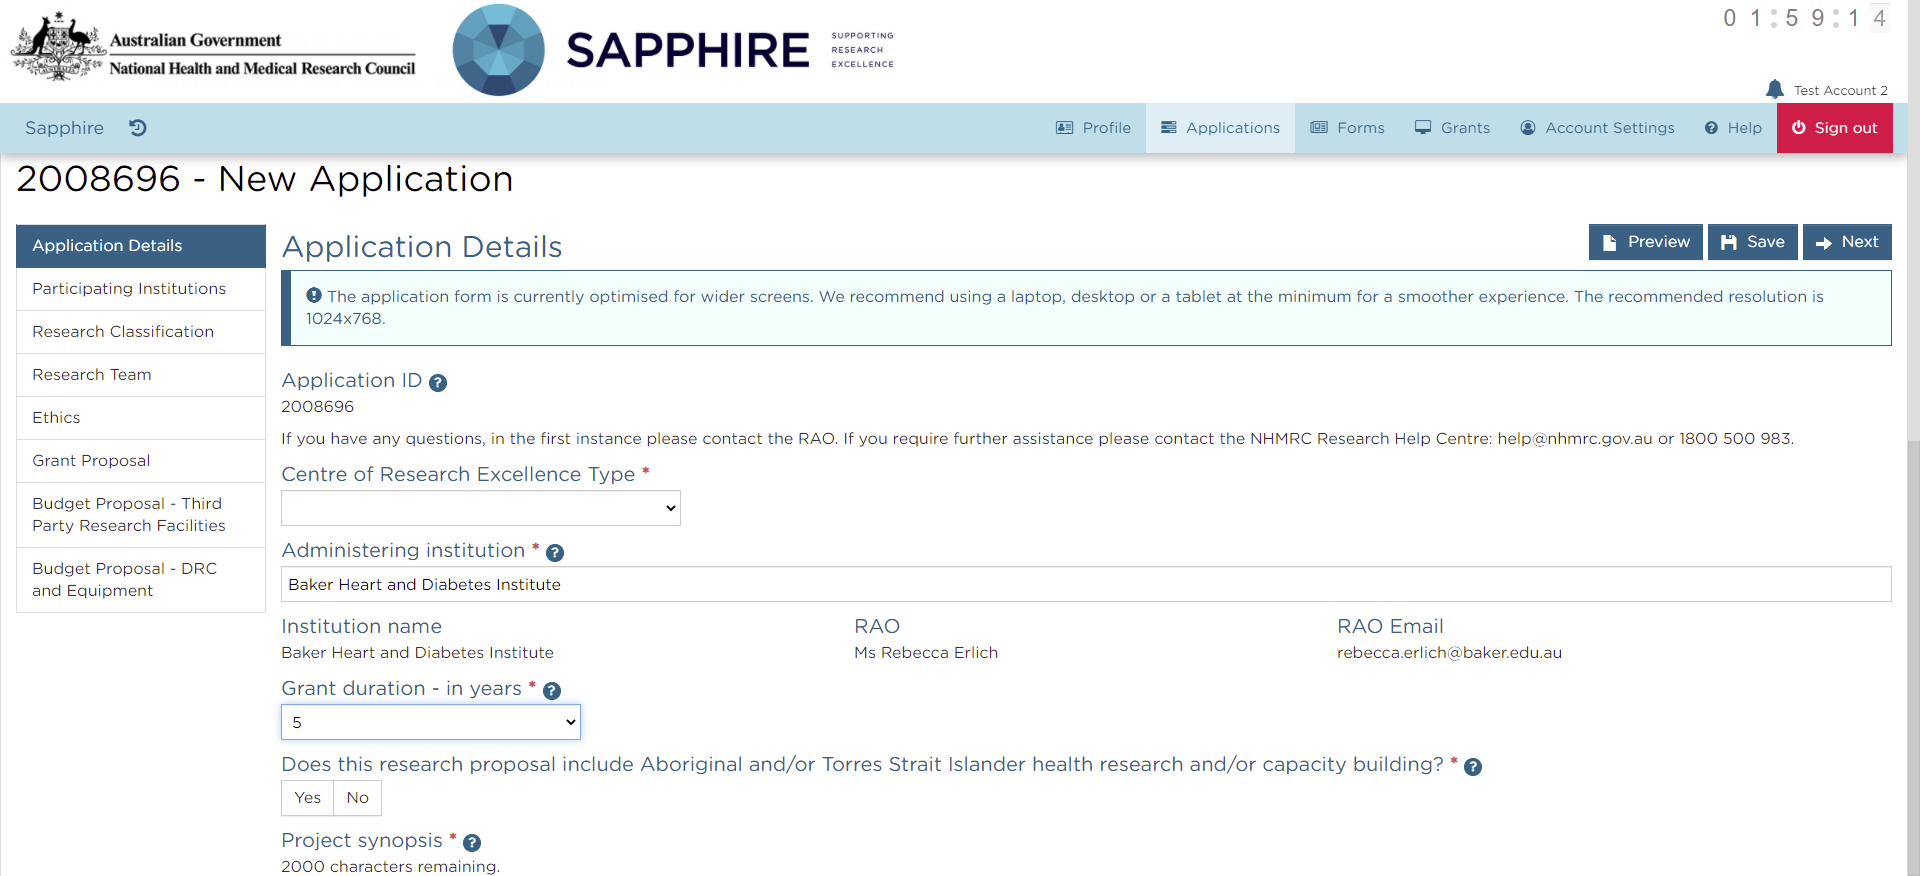 Australian Government
National Health and Medical Research Council
SAPPHIRE
SUPPORTING
RESEARCH
EXCELLENCE
01:59:14
Test Account 2
Sapphire Profile Applications Forms Grants Account Settings Help Sign out
2008696 - New Application
Application Details
Participating Institutions
Research Classification
Research Team
Ethics
Grant Proposal
Budget Proposal - Third
Party Research Facilities
Budget Proposal - DRC
and Equipment
Application Details
Preview Save Next
The application form is currently optimised for wider screens. We recommend using a laptop, desktop or a tablet at the minimum for a smoother experience. The recommended resolution is
1024x768.
Application ID ?
2008696
If you have any questions, in the first instance please contact the RAO. If you require further assistance please contact the NHMRC Research Help Centre: help@nhmrc.gov.au or 1800 500 983.
Centre of Research Excellence Type *
Administering institution * ?
Baker Heart and Diabetes Institute
Institution name RAO RAO Email
Baker Heart and Diabetes Institute Ms Rebecca Erlich rebecca.erlich@baker.edu.au
Grant duration - in years * ?
5
Does this research proposal include Aboriginal and/or Torres Strait Islander health research and/or capacity building? * ?
Yes No
Project synopsis * ?
2000 characters remaining.